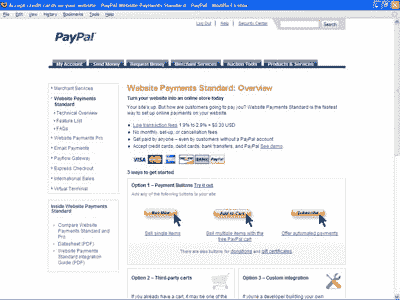 Accept credit cards on your website - PayPal Website Payments Standard - PayPal - Mozilla Firefox
File Edit View History Bookmarks Tools Help
Log Out | Help | Security Center
Search
PayPal
My Account Send Money Request Money Merchant Services Auction Tools Products & Services
Merchant Services
Website Payments Standard
Technical Overview
Feature List
FAQs
Website Payments Pro
Email Payments
Payflow Gateway
Express Checkout
International Sales
Virtual Terminal
Inside Website Payments Standard
Compare Website Payments Standard and Pro.
Datasheet (PDF)
Website Payments Standard Integration Guide (PDF)
Website Payments Standard: Overview
Turn your website into an online store today
Your site is up. But how are customers going to pay you? Website Payments Standard is the fastest
way to set up online payments on your website.
Low transaction fees: 1.9% to 2.9% + $0.30 USD
No monthly, set-up, or cancellation fees
Get paid by anyone – even by customers without a PayPal account
Accept credit cards, debit cards, bank transfers, and PayPal See demo
VISA BANK PayPal
3 ways to get started
Option 1 – Payment Buttons Try it out
Add any of the following buttons to your site
Buy Now Add to Cart Subscribe
Sell single items
Sell multiple items with the free PayPal cart
Offer automated payments
There are also buttons for donations and gift certificates.
Option 2 – Third-party carts
If you already have a cart, it may be one of the
Option 3 – Custom integration
If you're a developer building your own